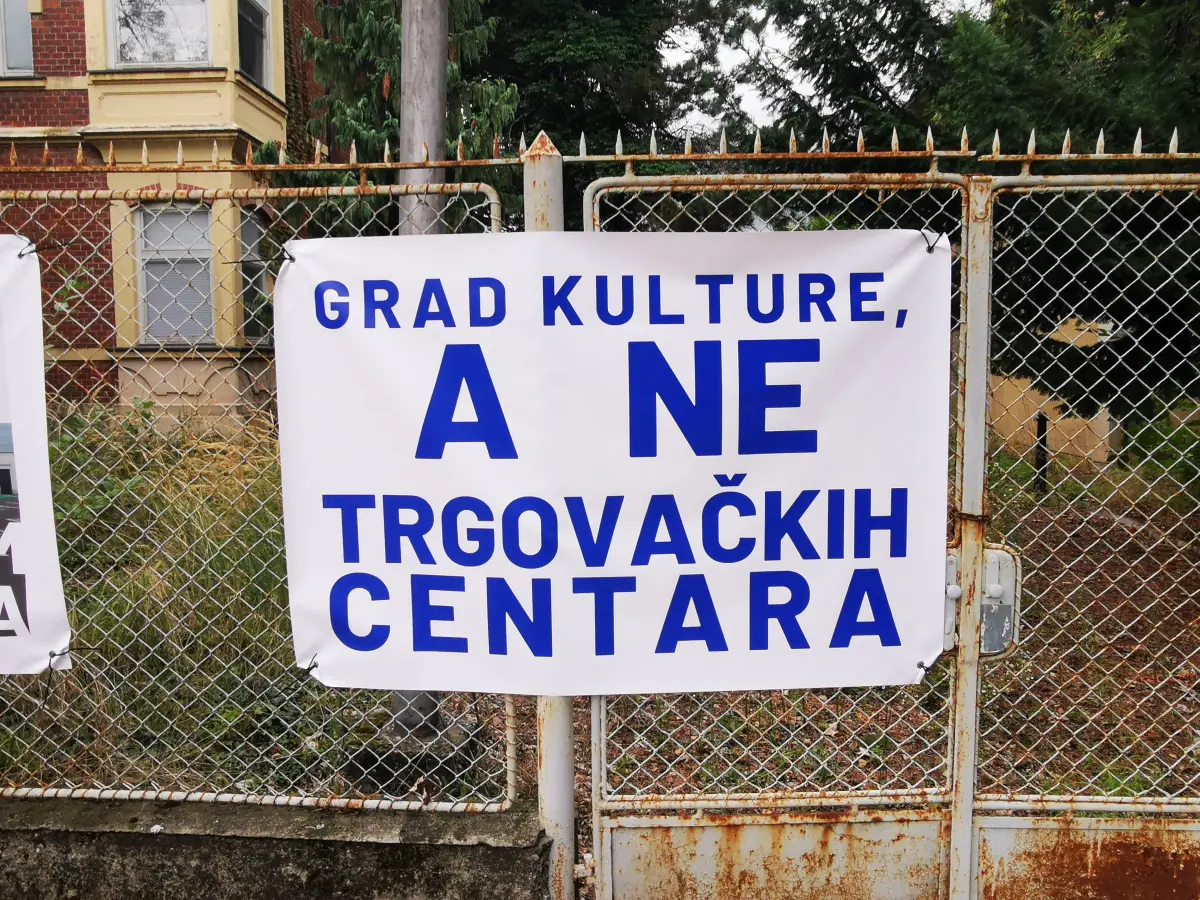 GRAD KULTURE,
A NE
TRGOVAČKIH
CENTARA